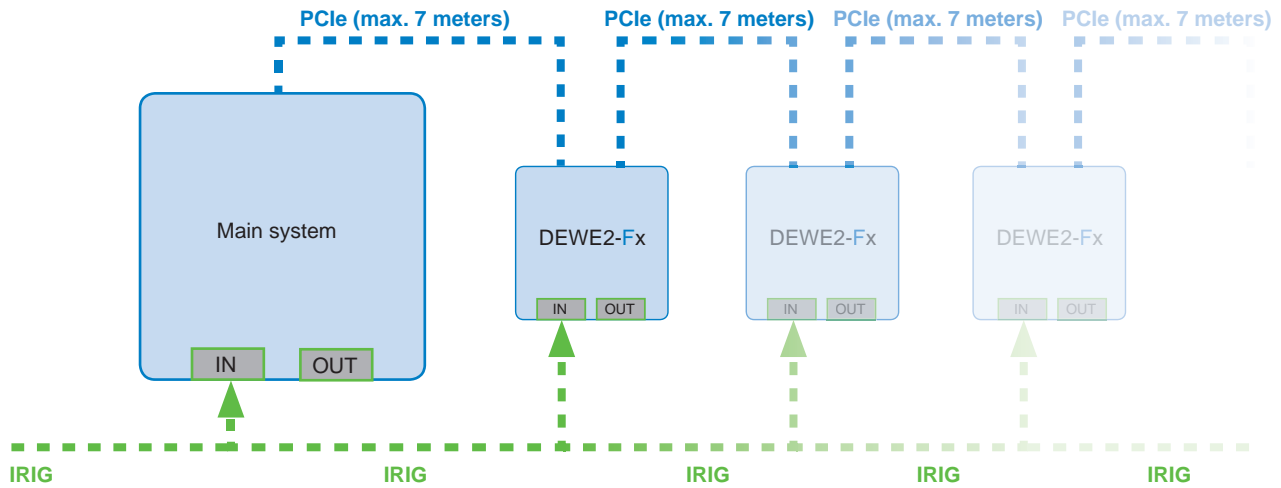 PCIe (max. 7 meters) PCIe (max. 7 meters) PCIe (max. 7 meters) PCIe (max. 7 meters)
Main system
DEWE2-Fx
DEWE2-Fx
DEWE2-Fx
IN OUT
IN OUT
IN OUT
IN OUT
IRIG IRIG IRIG IRIG IRIG